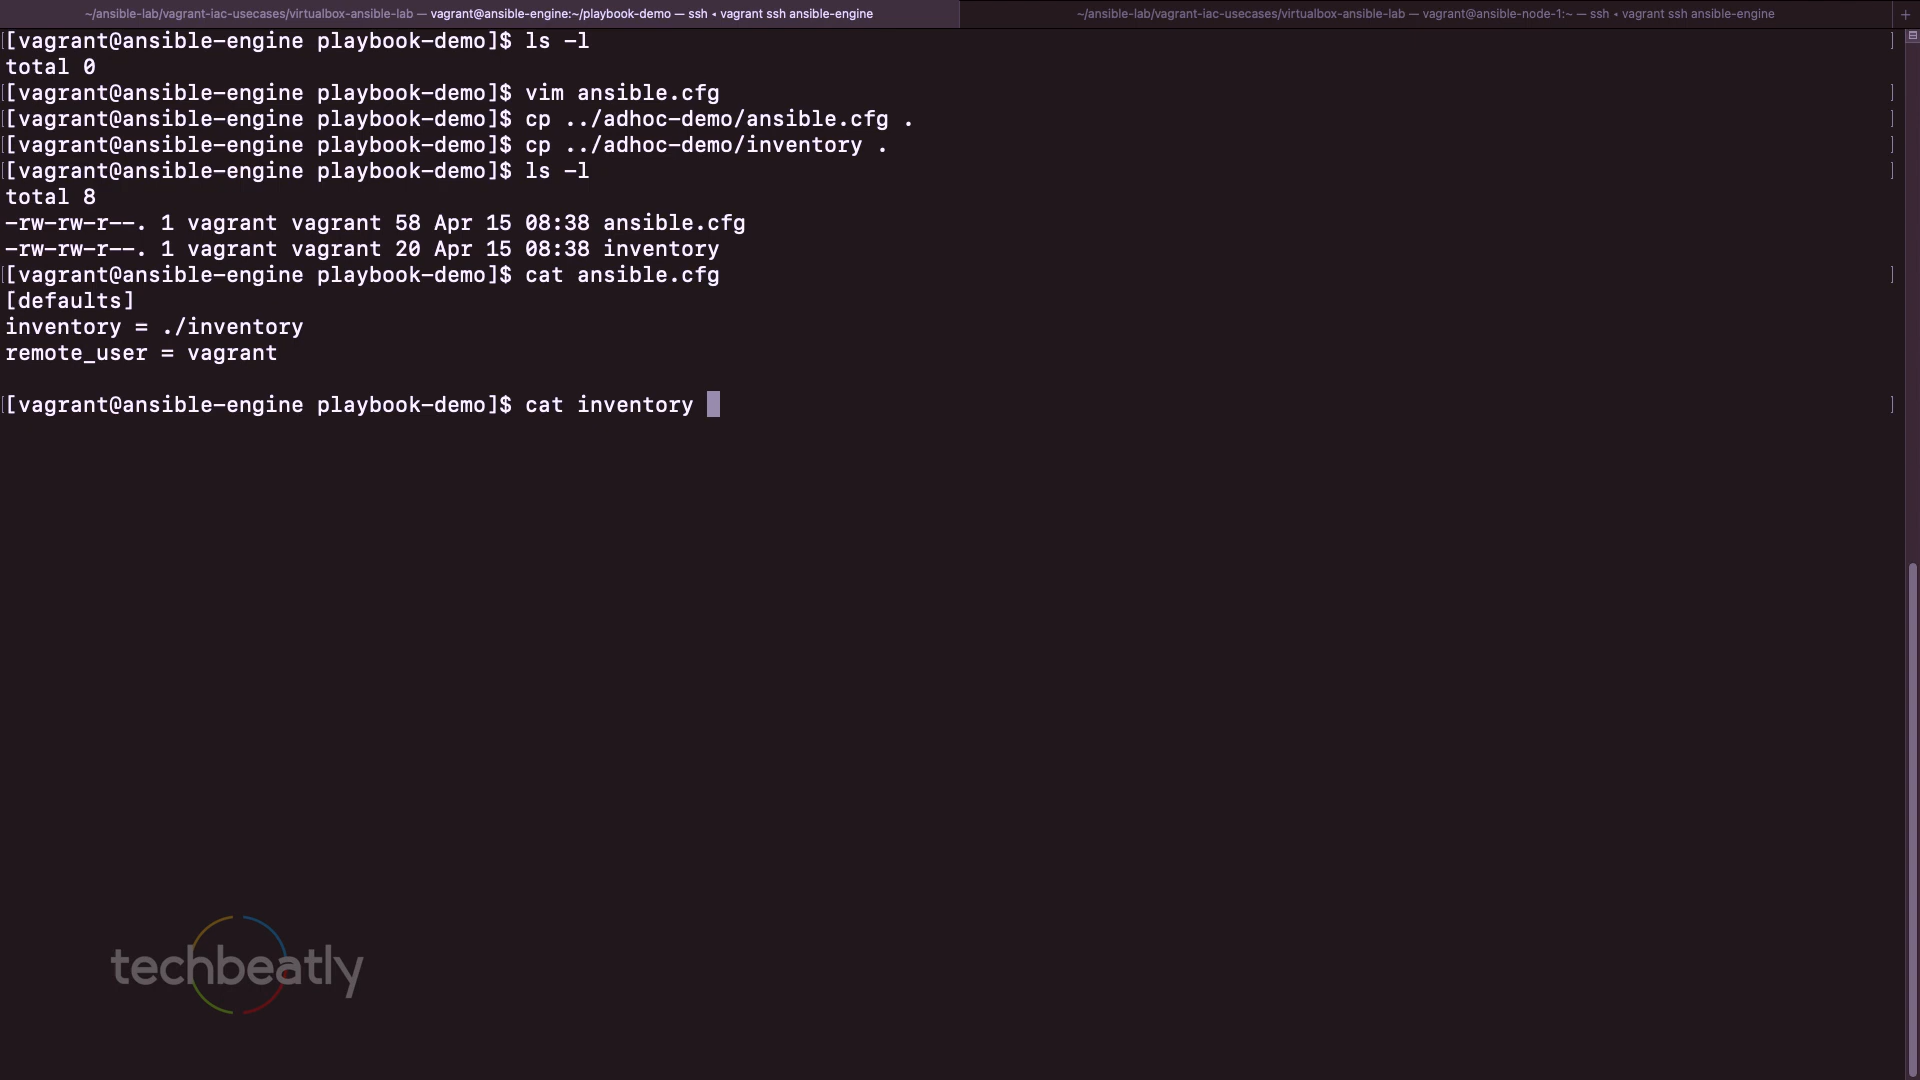 ~/ansible-lab/vagrant-iac-usecases/virtualbox-ansible-lab — vagrant@ansible-engine:~/playbook-demo — ssh ◂ vagrant ssh ansible-engine
~/ansible-lab/vagrant-iac-usecases/virtualbox-ansible-lab — vagrant@ansible-node-1:~ — ssh ◂ vagrant ssh ansible-engine
[vagrant@ansible-engine playbook-demo]$ ls -l
total 0
[vagrant@ansible-engine playbook-demo]$ vim ansible.cfg
[vagrant@ansible-engine playbook-demo]$ cp ../adhoc-demo/ansible.cfg .
[vagrant@ansible-engine playbook-demo]$ cp ../adhoc-demo/inventory .
[vagrant@ansible-engine playbook-demo]$ ls -l
total 8
-rw-rw-r--. 1 vagrant vagrant 58 Apr 15 08:38 ansible.cfg
-rw-rw-r--. 1 vagrant vagrant 20 Apr 15 08:38 inventory
[vagrant@ansible-engine playbook-demo]$ cat ansible.cfg
[defaults]
inventory = ./inventory
remote_user = vagrant
[vagrant@ansible-engine playbook-demo]$ cat inventory
techbeatly